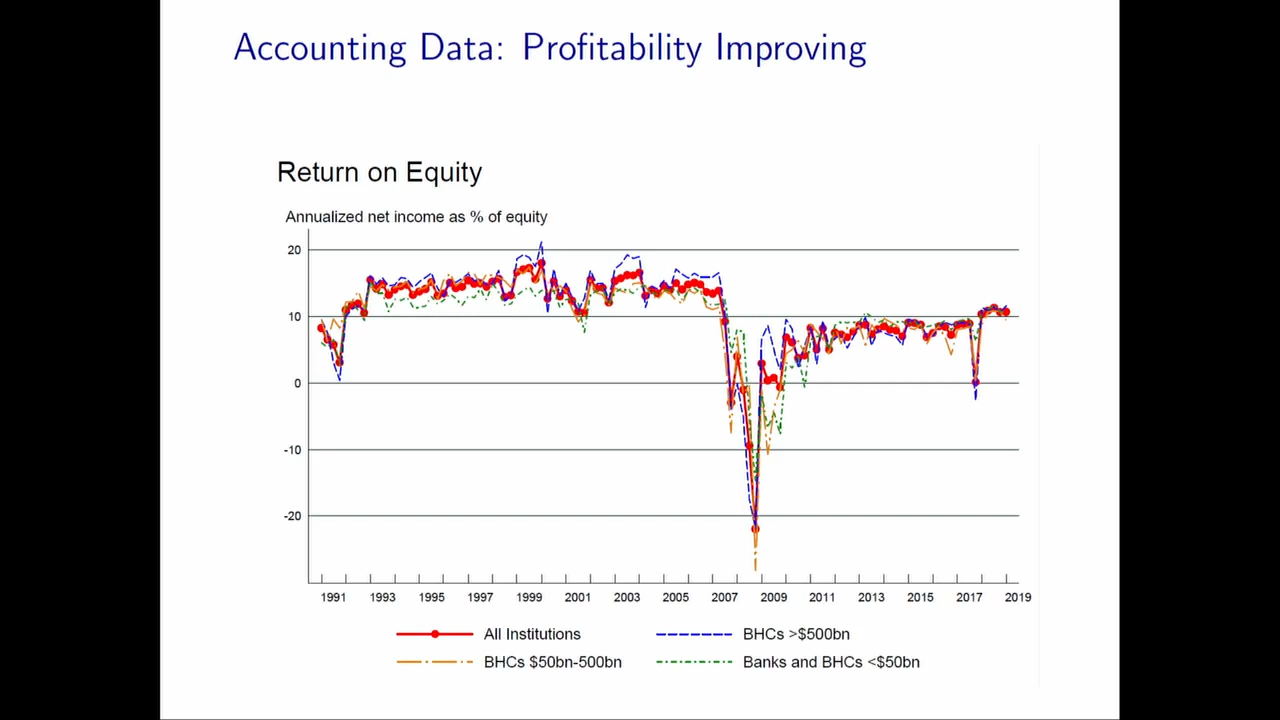 Accounting Data: Profitability Improving
Return on Equity
Annualized net income as % of equity
20
10
0
-10
-20
1991 1993 1995 1997 1999 2001 2003 2005 2007 2009 2011 2013 2015 2017 2019
All Institutions BHCs >$500bn
BHCs $50bn-500bn Banks and BHCs <$50bn